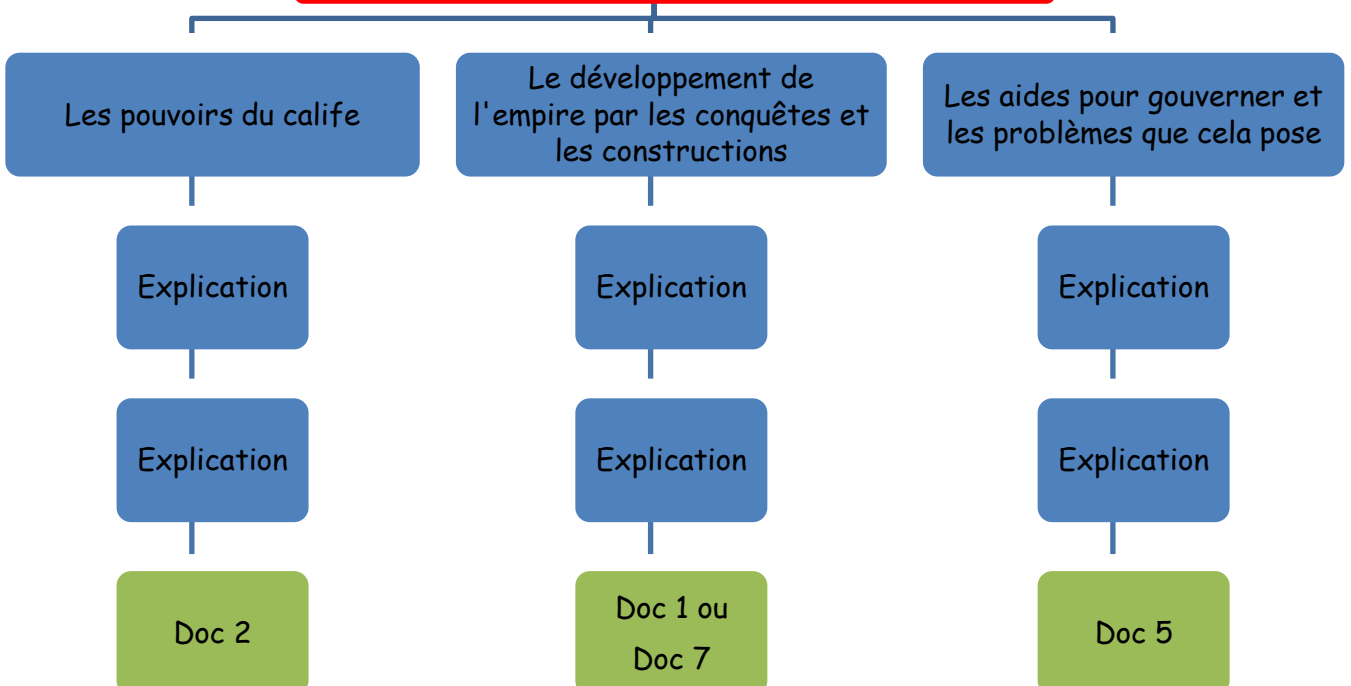 Les pouvoirs du calife
Le développement de
l'empire par les conquêtes et
les constructions
Les aides pour gouverner et
les problèmes que cela pose
Explication
Explication
Explication
Explication
Explication
Explication
Doc 2
Doc 1 ou
Doc 7
Doc 5